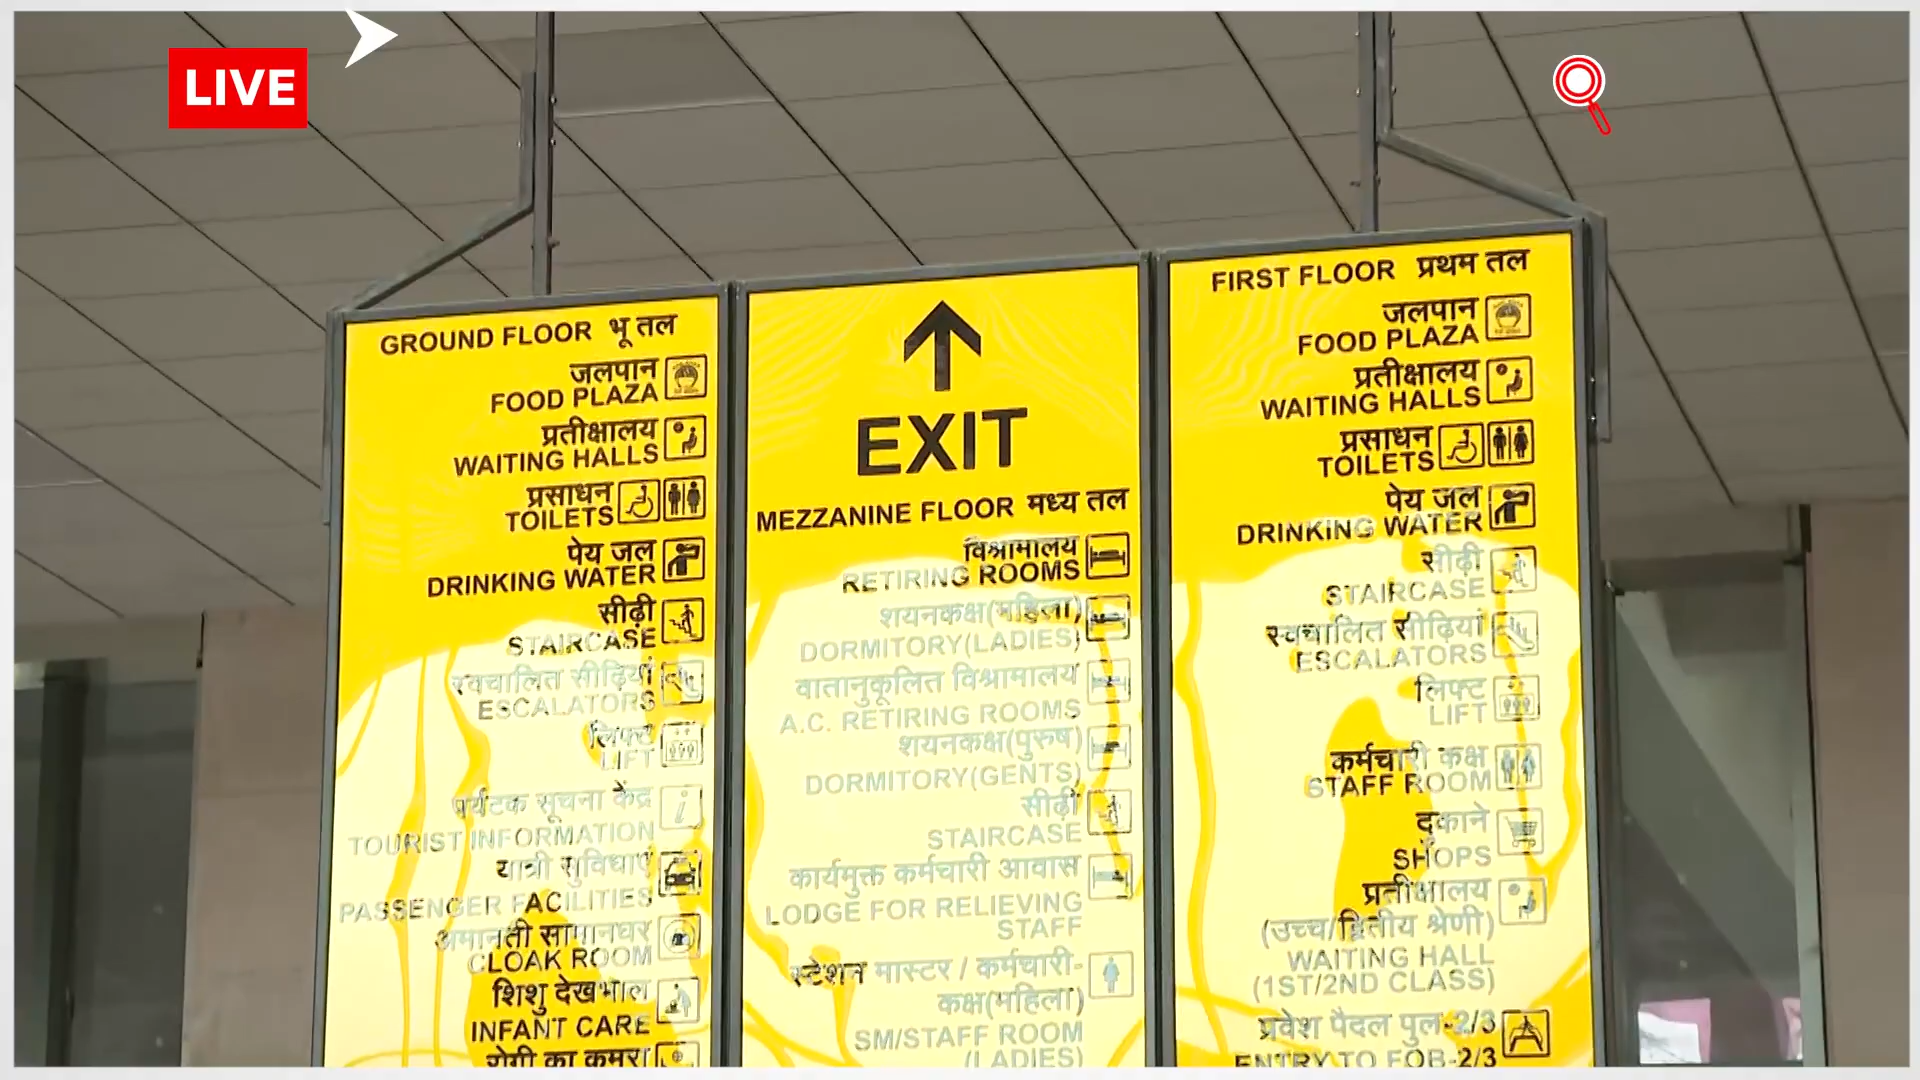 LIVE
GROUND FLOOR भू तल
जलपान
FOOD PLAZA
प्रतीक्षालय
WAITING HALLS
प्रसाधन
TOILETS
पेय जल
DRINKING WATER
सीढ़ी
STAIRCASE
स्वचालित सीढ़ियां
ESCALATORS
लिफ्ट
LIFT
पर्यटक सूचना केंद्र
TOURIST INFORMATION
यात्री सुविधाएं
PASSENGER FACILITIES
अमानती सामानघर
CLOAK ROOM
शिशु देखभाल
INFANT CARE
रोगी का कमरा
EXIT
MEZZANINE FLOOR मध्य तल
विश्रामालय
RETIRING ROOMS
शयनकक्ष(महिला)
DORMITORY(LADIES)
वातानुकूलित विश्रामालय
A.C. RETIRING ROOMS
शयनकक्ष(पुरुष)
DORMITORY(GENTS)
सीढ़ी
STAIRCASE
कार्यमुक्त कर्मचारी आवास
LODGE FOR RELIEVING
STAFF
स्टेशन मास्टर / कर्मचारी-
कक्ष(महिला)
SM/STAFF ROOM
(LADIES)
FIRST FLOOR प्रथम तल
जलपान
FOOD PLAZA
प्रतीक्षालय
WAITING HALLS
प्रसाधन
TOILETS
पेय जल
DRINKING WATER
सीढ़ी
STAIRCASE
स्वचालित सीढ़ियां
ESCALATORS
लिफ्ट
LIFT
कर्मचारी कक्ष
STAFF ROOM
दुकाने
SHOPS
प्रतीक्षालय
(उच्च/द्वितीय श्रेणी)
WAITING HALL
(1ST/2ND CLASS)
प्रवेश पैदल पुल-2/3
ENTRY TO FOB-2/3